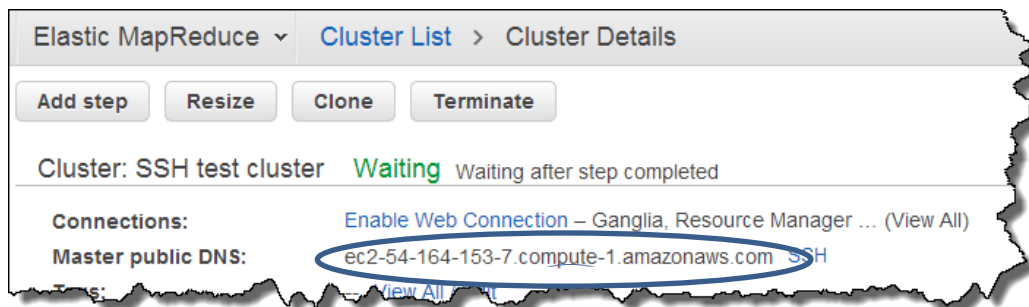 Elastic MapReduce Cluster List > Cluster Details
Add step Resize Clone Terminate
Cluster: SSH test cluster Waiting Waiting after step completed
Connections: Enable Web Connection – Ganglia, Resource Manager ... (View All)
Master public DNS: ec2-54-164-153-7.compute-1.amazonaws.com SSH
Tags: -- View All